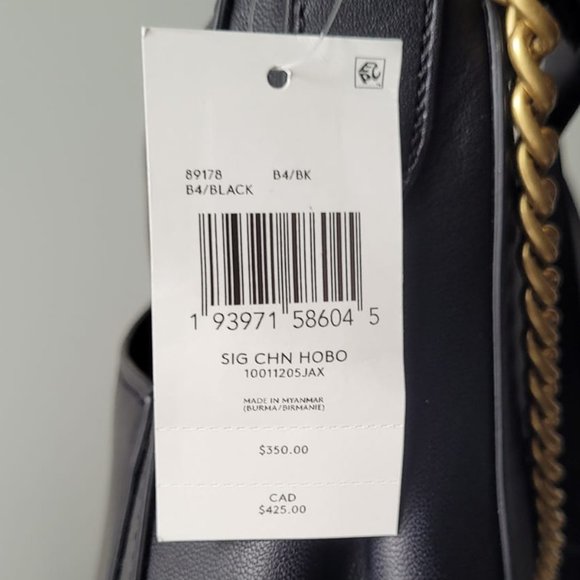 89178 B4/BK
B4/BLACK
1 93971 58604 5
SIG CHN HOBO
10011205JAX
MADE IN MYANMAR
(BURMA/BIRMANIE)
$350.00
CAD
$425.00